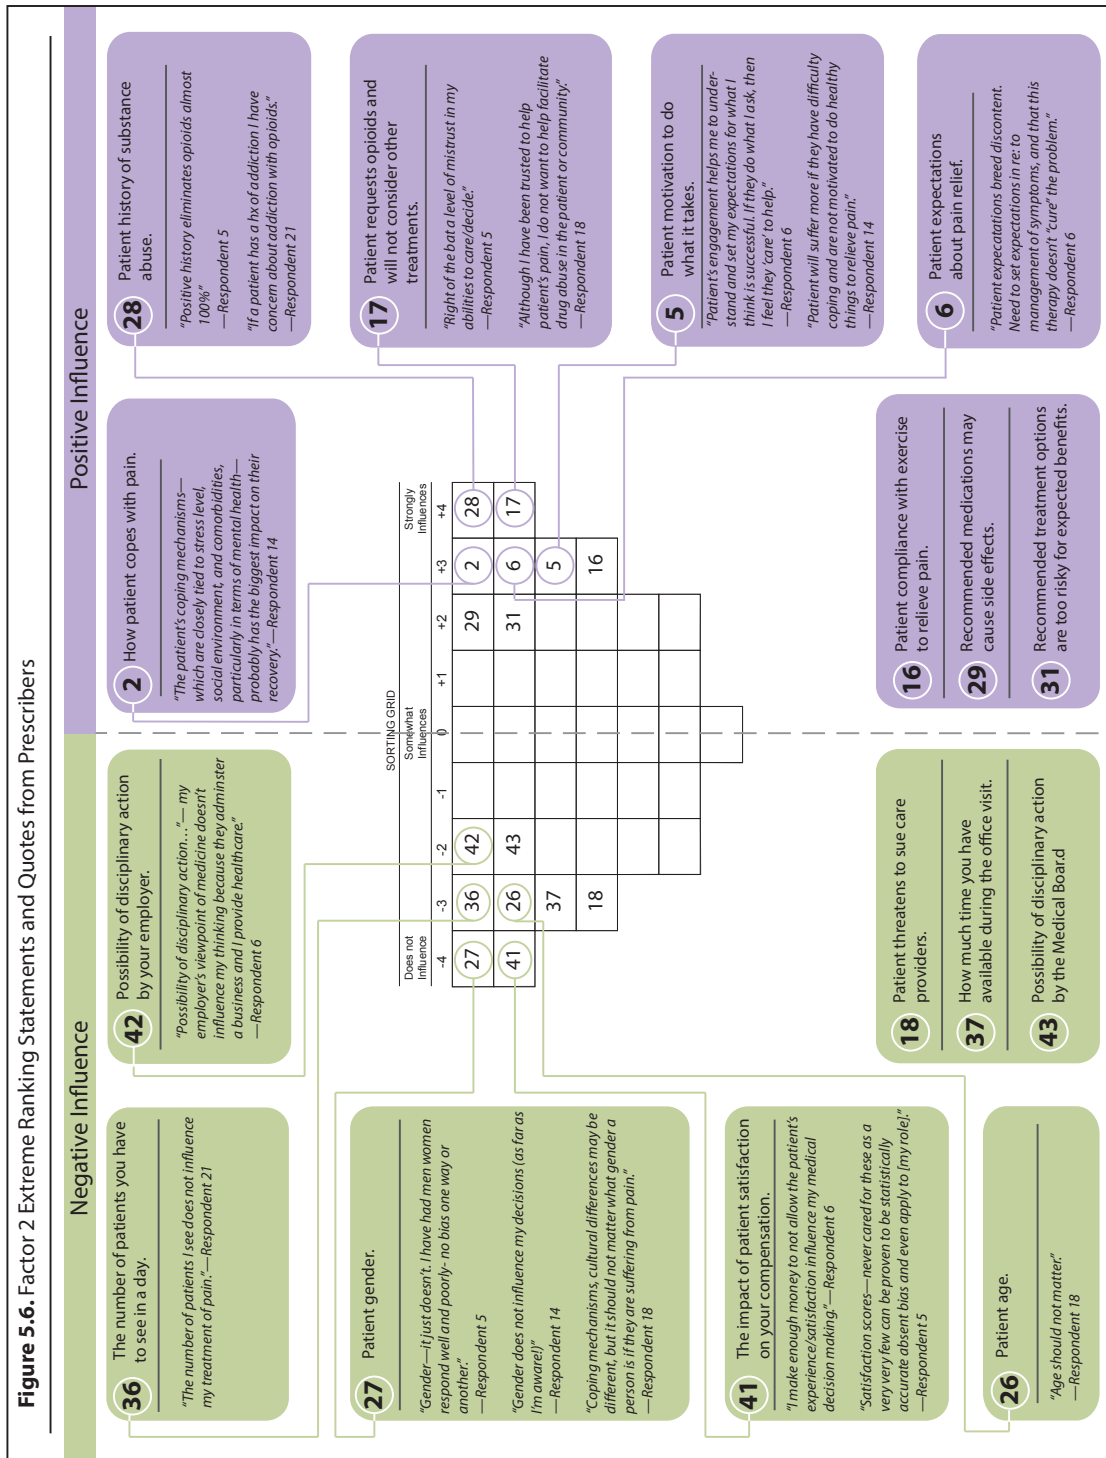 Figure 5.6. Factor 2 Extreme Ranking Statements and Quotes from Prescribers
Negative Influence
Positive Influence
36 The number of patients you have
to see in a day.
“The number of patients I see does not influence
my treatment of pain.”—Respondent 21
42 Possibility of disciplinary action
by your employer.
“Possibility of disciplinary action…”— my
employer’s viewpoint of medicine doesn’t
influence my thinking because they adminster
a business and I provide healthcare.”
—Respondent 6
2 How patient copes with pain.
“The patient’s coping mechanisms—
which are closely tied to stress level,
social environment, and comorbidities,
particularly in terms of mental health—
probably has the biggest impact on their
recovery.”—Respondent 14
28 Patient history of substance
abuse.
“Positive history eliminates opioids almost
100%”
—Respondent 5
“If a patient has a hx of addiction I have
concern about addiction with opioids.”
—Respondent 21
27 Patient gender.
“Gender—it just doesn’t. I have had men women
respond well and poorly- no bias one way or
another.”
—Respondent 5
“Gender does not influence my decisions (as far as
I’m aware!)”
—Respondent 14
“Coping mechanisms, cultural differences may be
different, but it should not matter what gender a
person is if they are suffering from pain.”
—Respondent 18
SORTING GRID
Does not
Influence
Somewhat
Influences
Strongly
Influences
-4 -3 -2 -1 0 +1 +2 +3 +4
27 36 42 29 2 28
41 26 43 31 6 17
37 5
18 16
17 Patient requests opioids and
will not consider other
treatments.
“Right of the bat a level of mistrust in my
abilities to care/decide.”
—Respondent 5
“Although I have been trusted to help
patient’s pain, I do not want to help facilitate
drug abuse in the patient or community.”
—Respondent 18
41 The impact of patient satisfaction
on your compensation.
“I make enough money to not allow the patient’s
experience/satisfaction influence my medical
decision making.”—Respondent 6
“Satisfaction scores—never cared for these as a
very very few can be proven to be statistically
accurate absent bias and even apply to [my role].”
—Respondent 5
5 Patient motivation to do
what it takes.
“Patient’s engagement helps me to under-
stand and set my expectations for what I
think is successful. If they do what I ask, then
I feel they ‘care’ to help.”
—Respondent 6
“Patient will suffer more if they have difficulty
coping and are not motivated to do healthy
things to relieve pain.”
—Respondent 14
26 Patient age.
“Age should not matter.”
—Respondent 18
18 Patient threatens to sue care
providers.
37 How much time you have
available during the office visit.
43 Possibility of disciplinary action
by the Medical Boar.d
16 Patient compliance with exercise
to relieve pain.
29 Recommended medications may
cause side effects.
31 Recommended treatment options
are too risky for expected benefits.
6 Patient expectations
about pain relief.
“Patient expecatations breed discontent.
Need to set expectations in re: to
management of symptoms, and that this
therapy doesn’t “cure” the problem.”
—Respondent 6